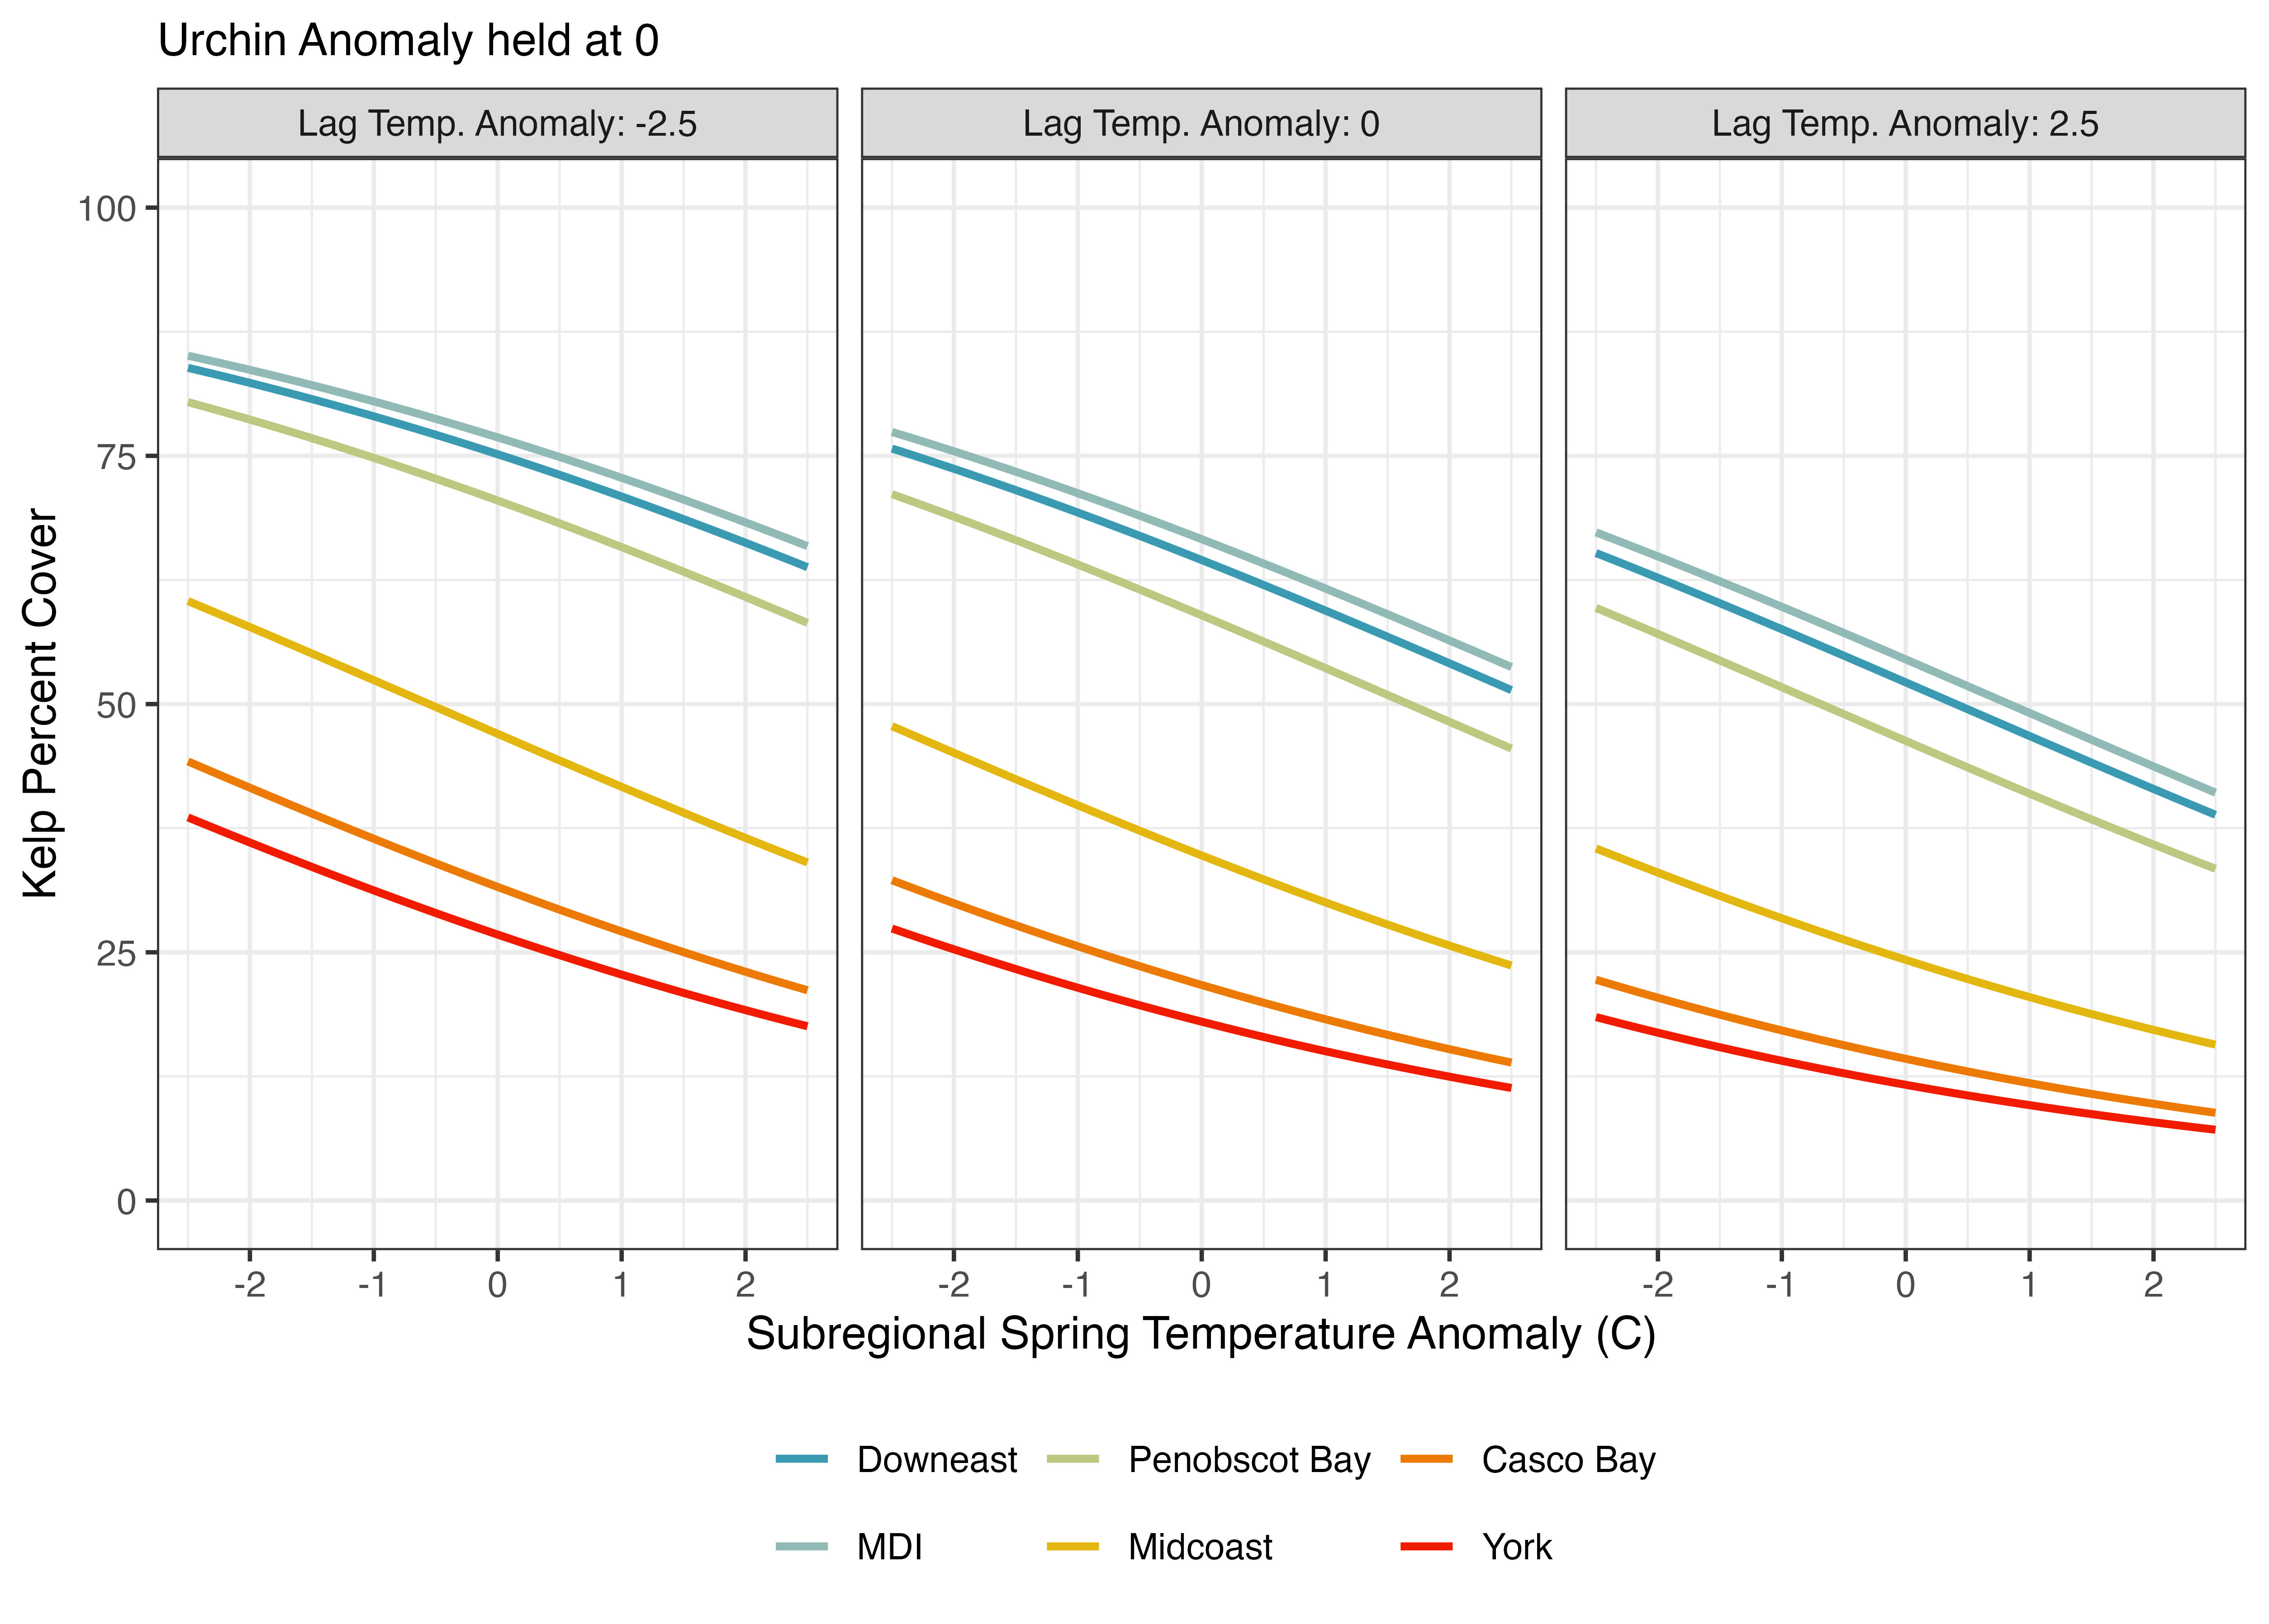 Urchin Anomaly held at 0
Lag Temp. Anomaly: -2.5
Lag Temp. Anomaly: 0
Lag Temp. Anomaly: 2.5
Kelp Percent Cover
100
75
50
25
0
-2 -1 0 1 2
-2 -1 0 1 2
-2 -1 0 1 2
Subregional Spring Temperature Anomaly (C)
Downeast Penobscot Bay Casco Bay
MDI Midcoast York